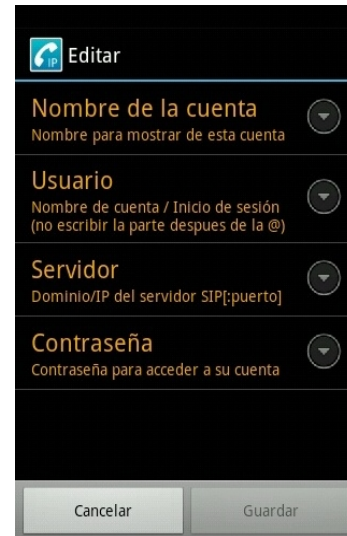 IP
Editar
Nombre de la cuenta
Nombre para mostrar de esta cuenta
Usuario
Nombre de cuenta / Inicio de sesión
(no escribir la parte despues de la @)
Servidor
Dominio/IP del servidor SIP[:puerto]
Contraseña
Contraseña para acceder a su cuenta
Cancelar
Guardar